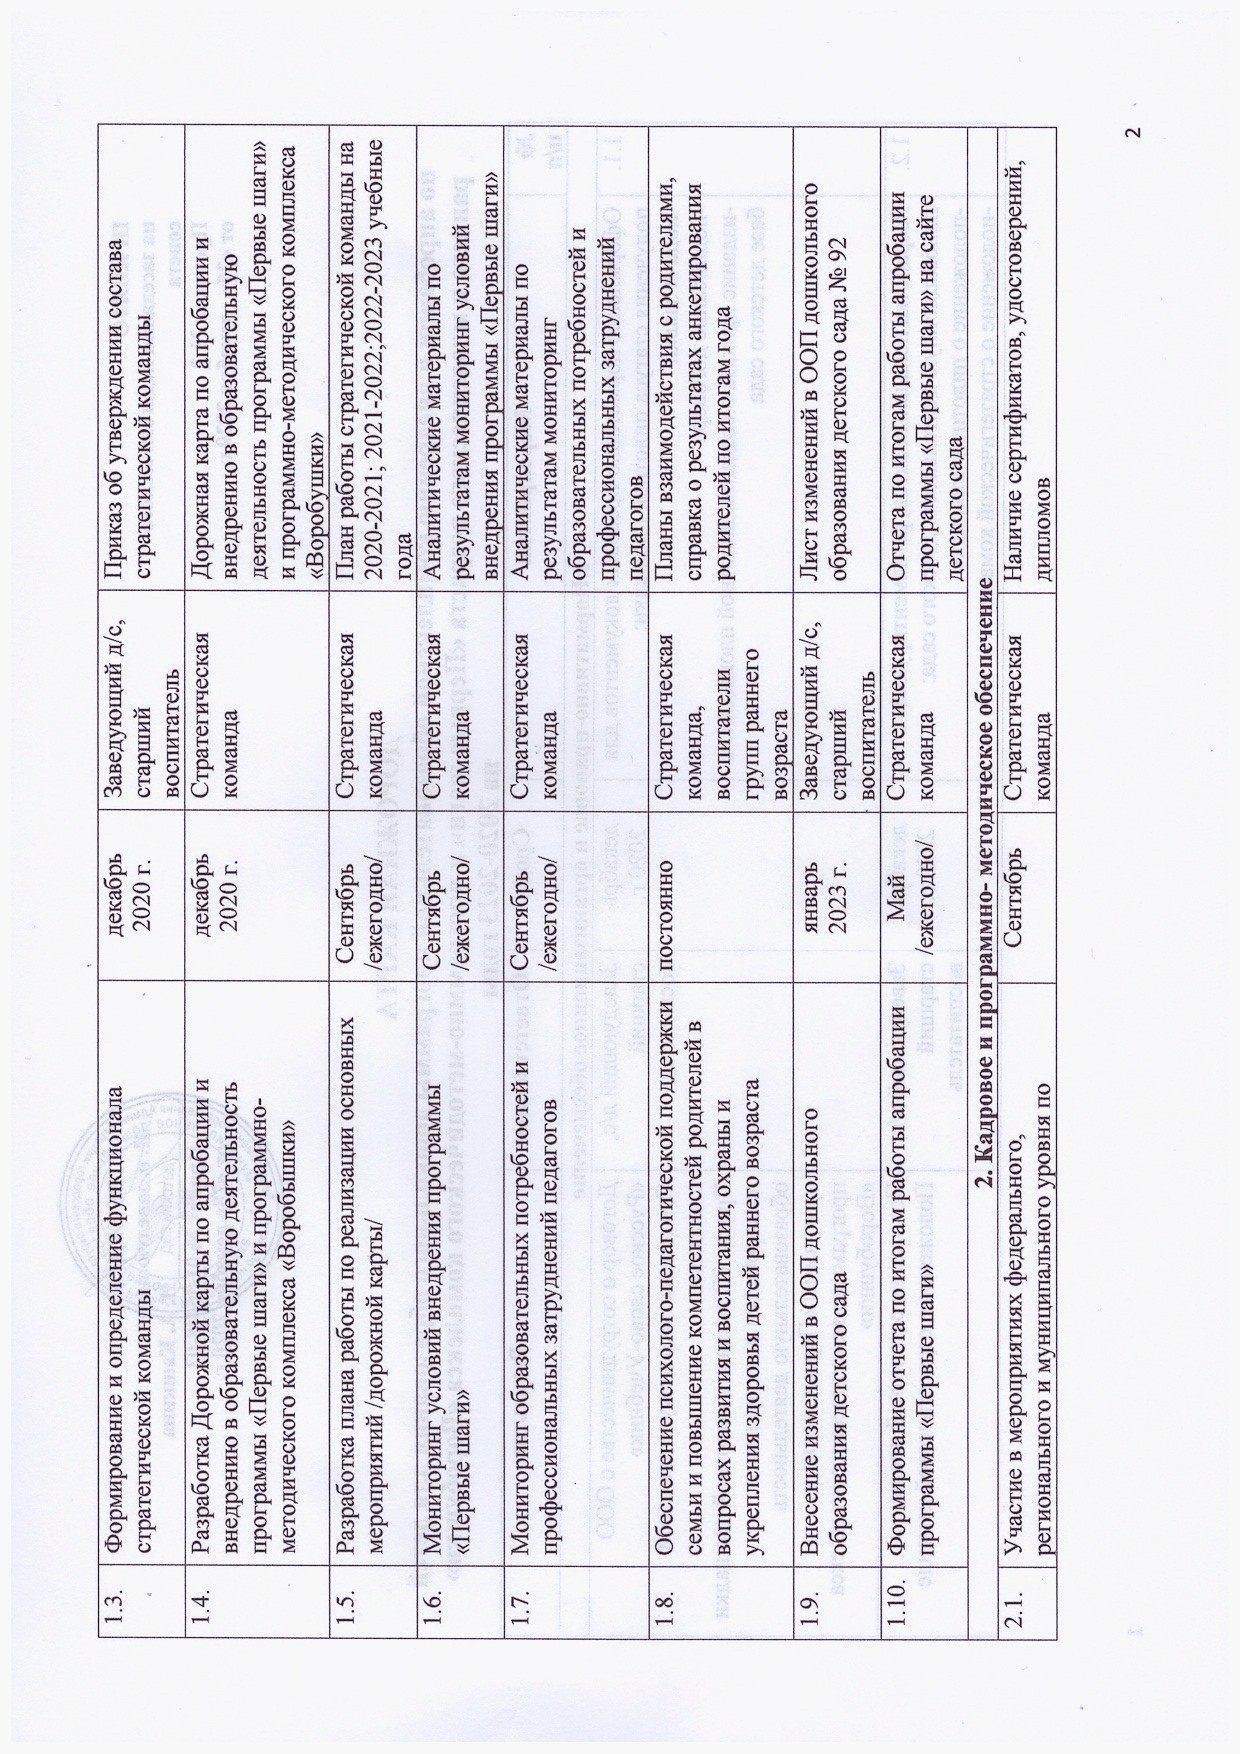 1.3.
Формирование и определение функционала
стратегической команды
декабрь
2020 г.
Заведующий д/с,
старший
воспитатель
Приказ об утверждении состава
стратегической команды
1.4.
Разработка Дорожной карты по апробации и
внедрению в образовательную деятельность
программы «Первые шаги» и программно-
методического комплекса «Воробышки»
декабрь
2020 г.
Стратегическая
команда
Дорожная карта по апробации и
внедрению в образовательную
деятельность программы «Первые шаги»
и программно-методического комплекса
«Воробушки»
1.5.
Разработка плана работы по реализации основных
мероприятий /дорожной карты/
Сентябрь
/ежегодно/
Стратегическая
команда
План работы стратегической команды на
2020-2021; 2021-2022;2022-2023 учебные
года
1.6.
Мониторинг условий внедрения программы
«Первые шаги»
Сентябрь
/ежегодно/
Стратегическая
команда
Аналитические материалы по
результатам мониторинг условий
внедрения программы «Первые шаги»
1.7.
Мониторинг образовательных потребностей и
профессиональных затруднений педагогов
Сентябрь
/ежегодно/
Стратегическая
команда
Аналитические материалы по
результатам мониторинг
образовательных потребностей и
профессиональных затруднений
педагогов
1.8.
Обеспечение психолого-педагогической поддержки
семьи и повышение компетентностей родителей в
вопросах развития и воспитания, охраны и
укрепления здоровья детей раннего возраста
постоянно
Стратегическая
команда,
воспитатели
групп раннего
возраста
Планы взаимодействия с родителями,
справка о результатах анкетирования
родителей по итогам года
1.9.
Внесение изменений в ООП дошкольного
образования детского сада
январь
2023 г.
Заведующий д/с,
старший
воспитатель
Лист изменений в ООП дошкольного
образования детского сада № 92
1.10.
Формирование отчета по итогам работы апробации
программы «Первые шаги»
Май
/ежегодно/
Стратегическая
команда
Отчета по итогам работы апробации
программы «Первые шаги» на сайте
детского сада
2. Кадровое и программно- методическое обеспечение
2.1.
Участие в мероприятиях федерального,
регионального и муниципального уровня по
Сентябрь
Стратегическая
команда
Наличие сертификатов, удостоверений,
дипломов
2